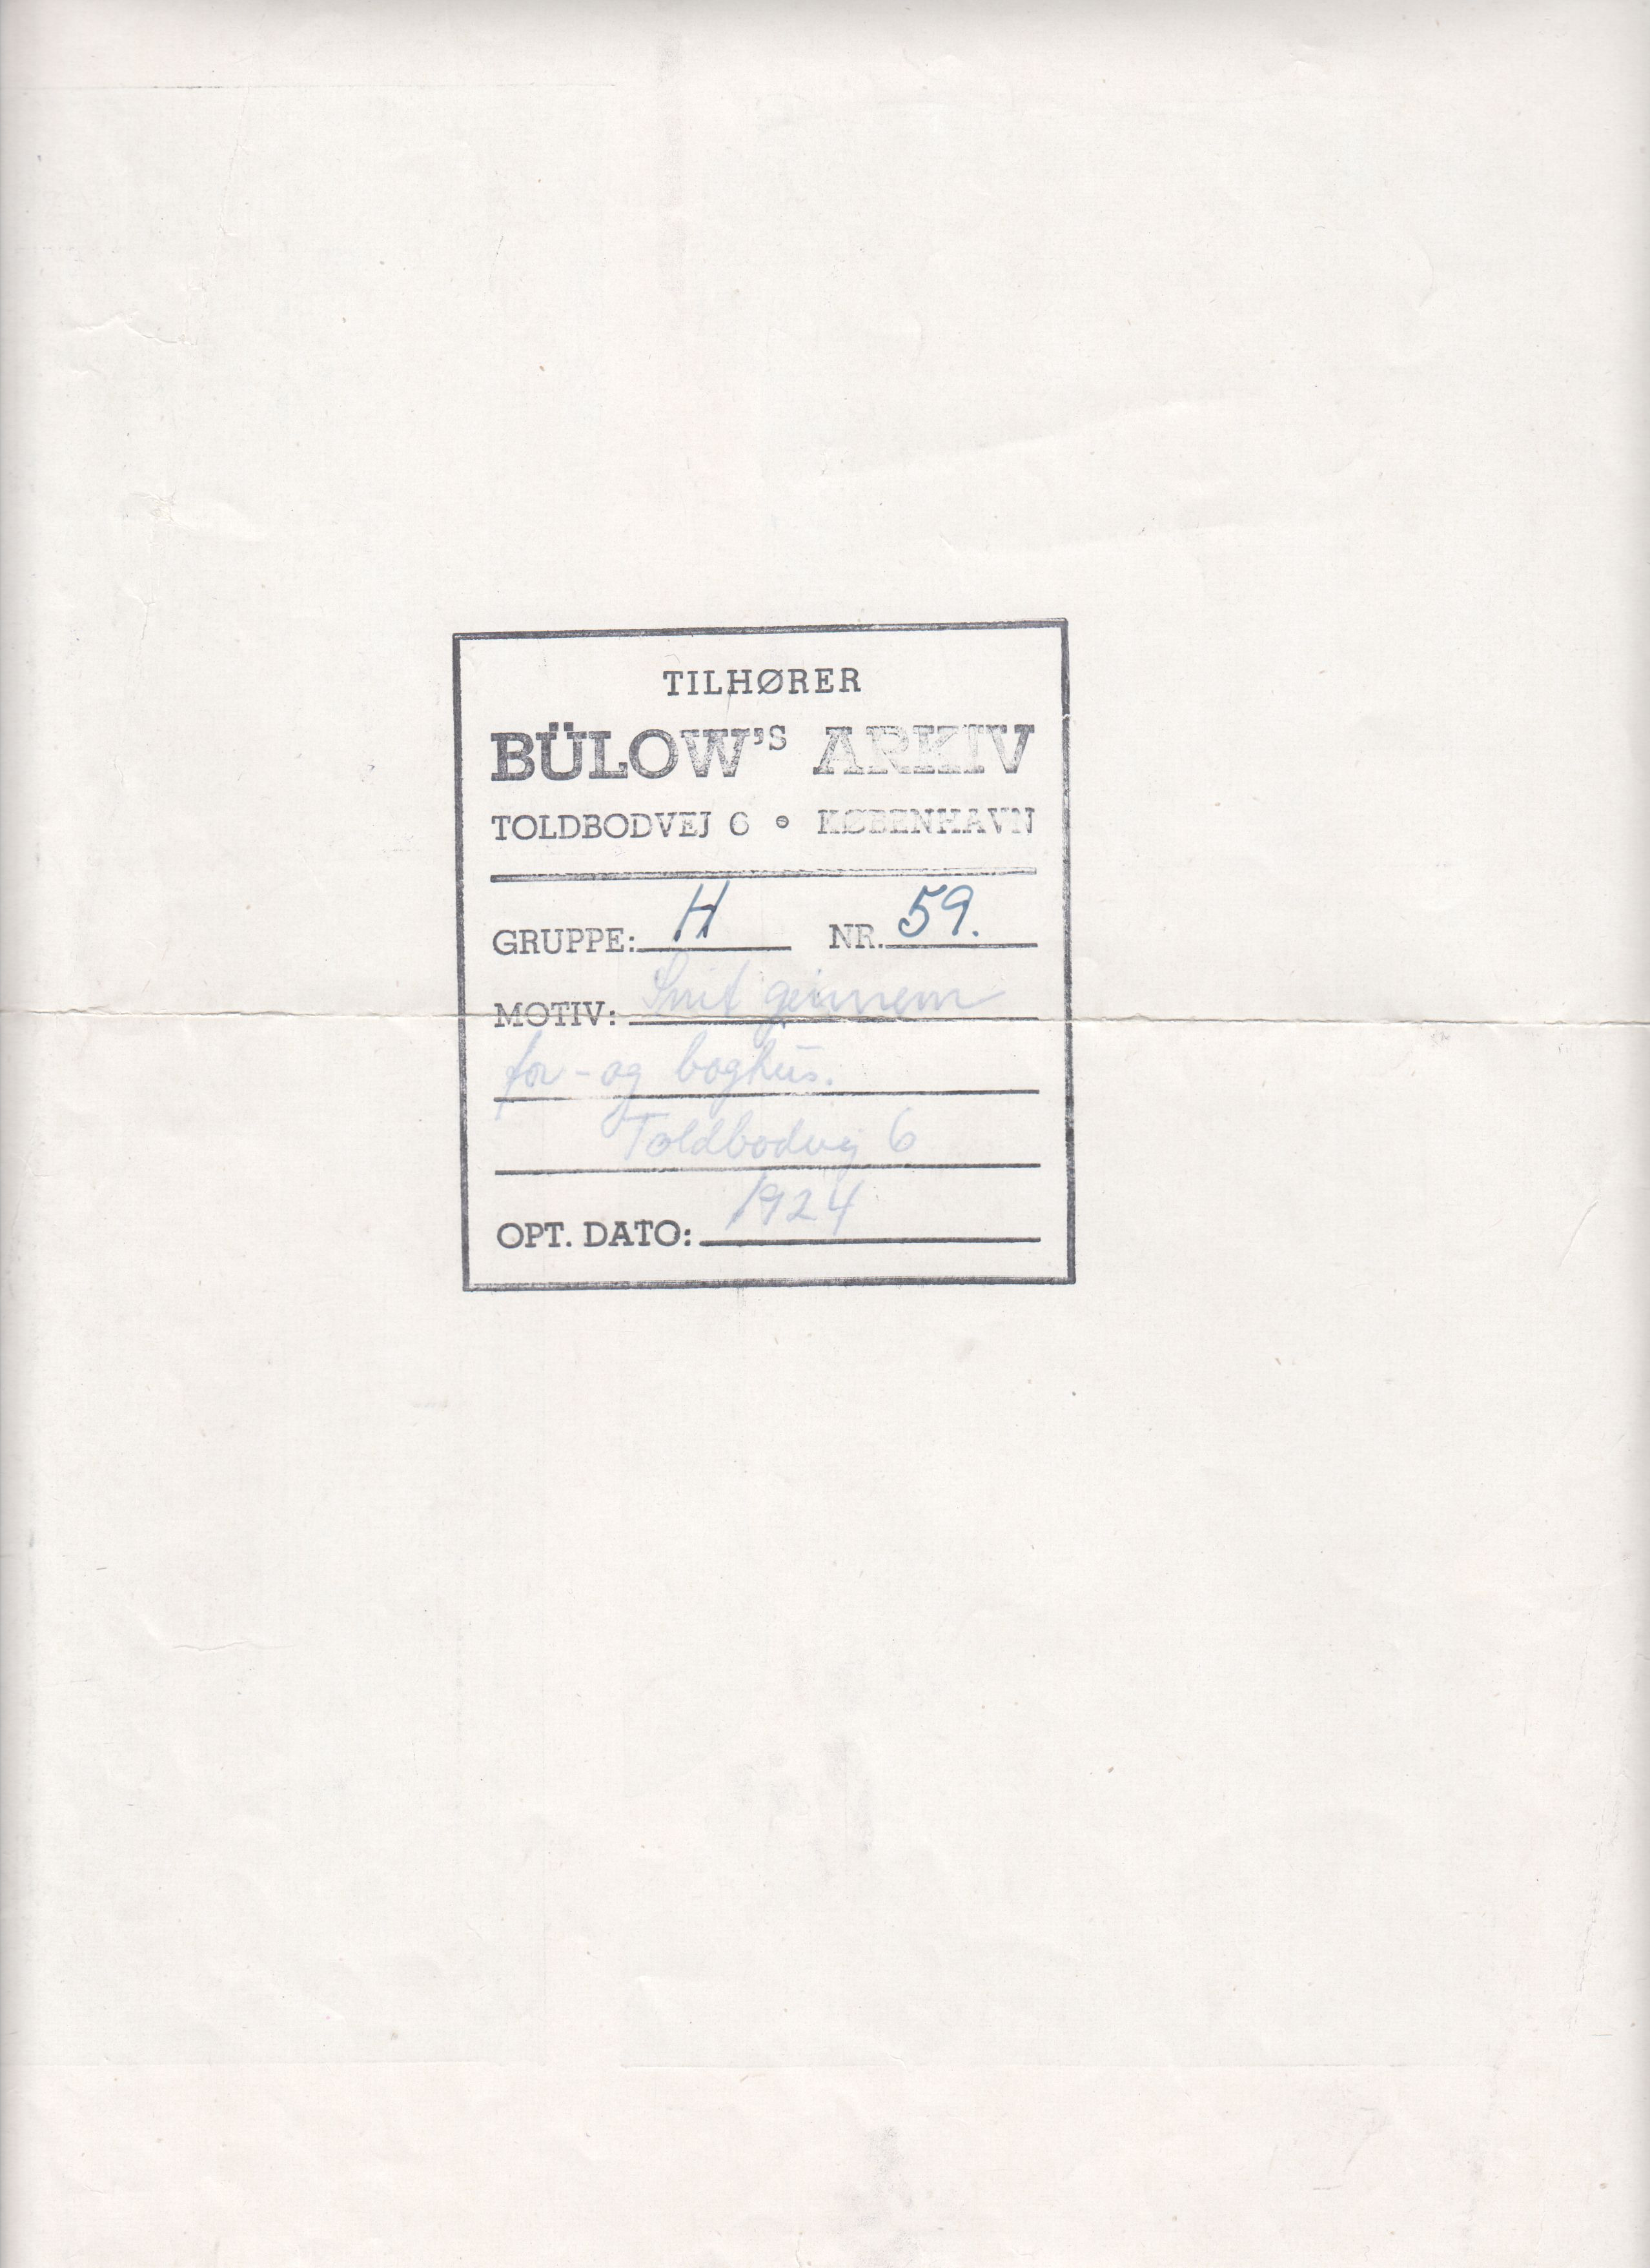 TILHØRER
BÜLOW'S ARKIV
TOLDBODVEJ 6 • KØBENHAVN
GRUPPE: H NR. 59.
MOTIV: Snit gennem
for- og baghus.
Toldbodvej 6
OPT. DATO: 1924